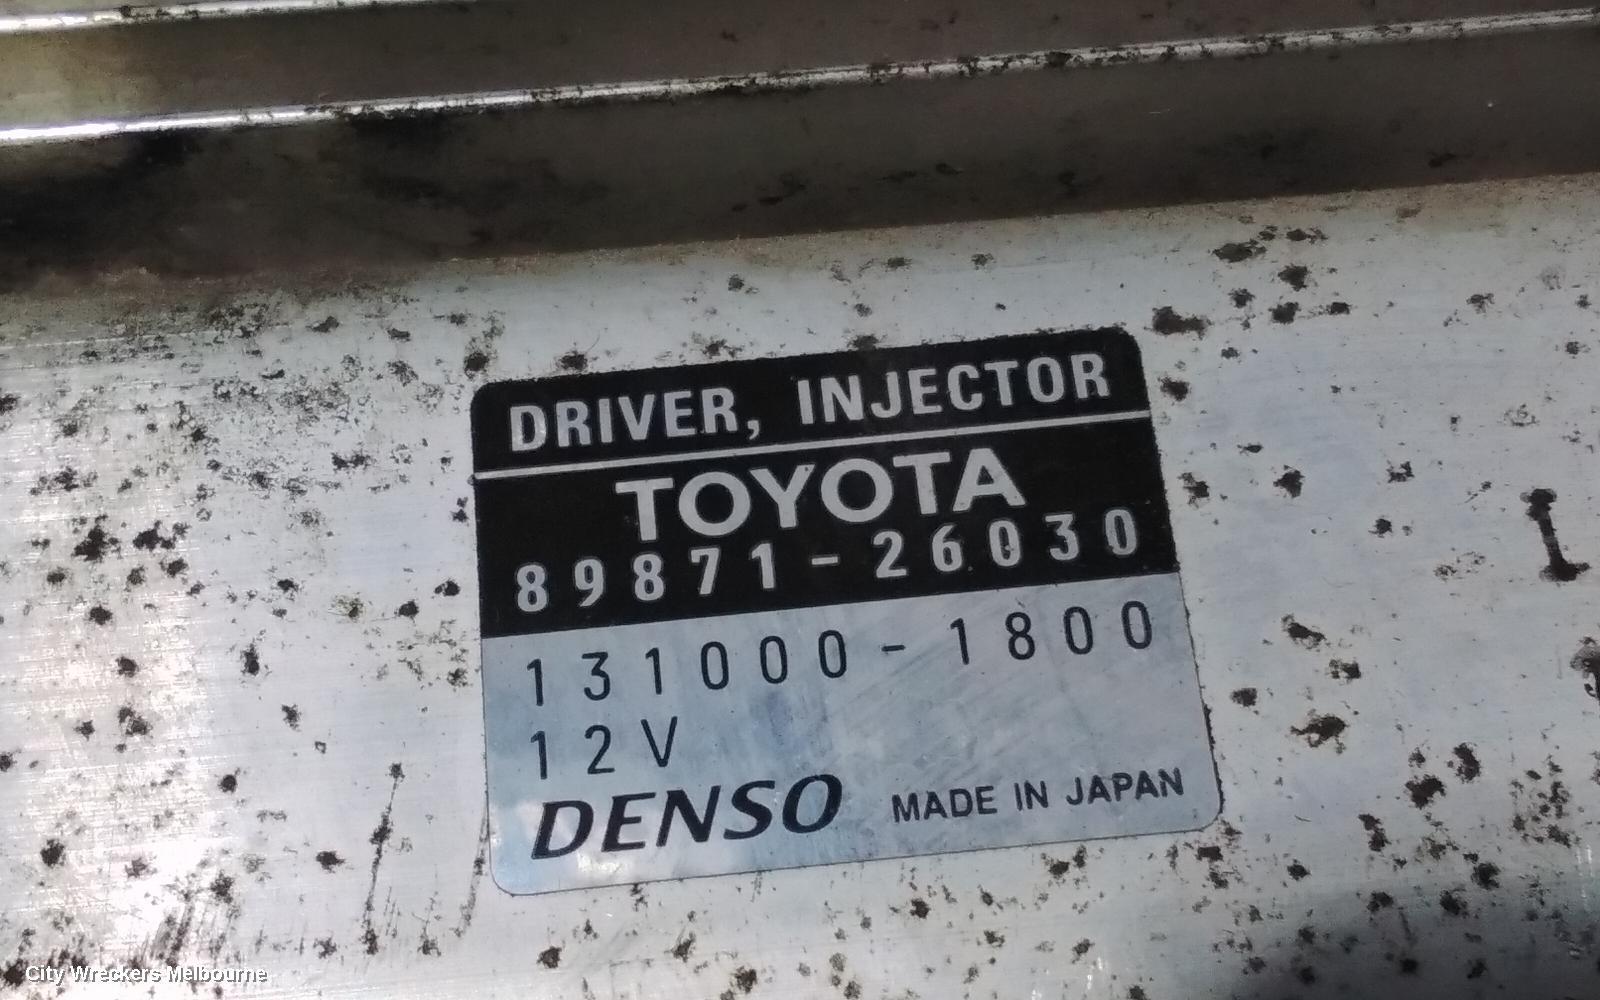 DRIVER, INJECTOR
TOYOTA
89871-26030
131000-1800
12V
DENSO MADE IN JAPAN
City Wreckers Melbourne